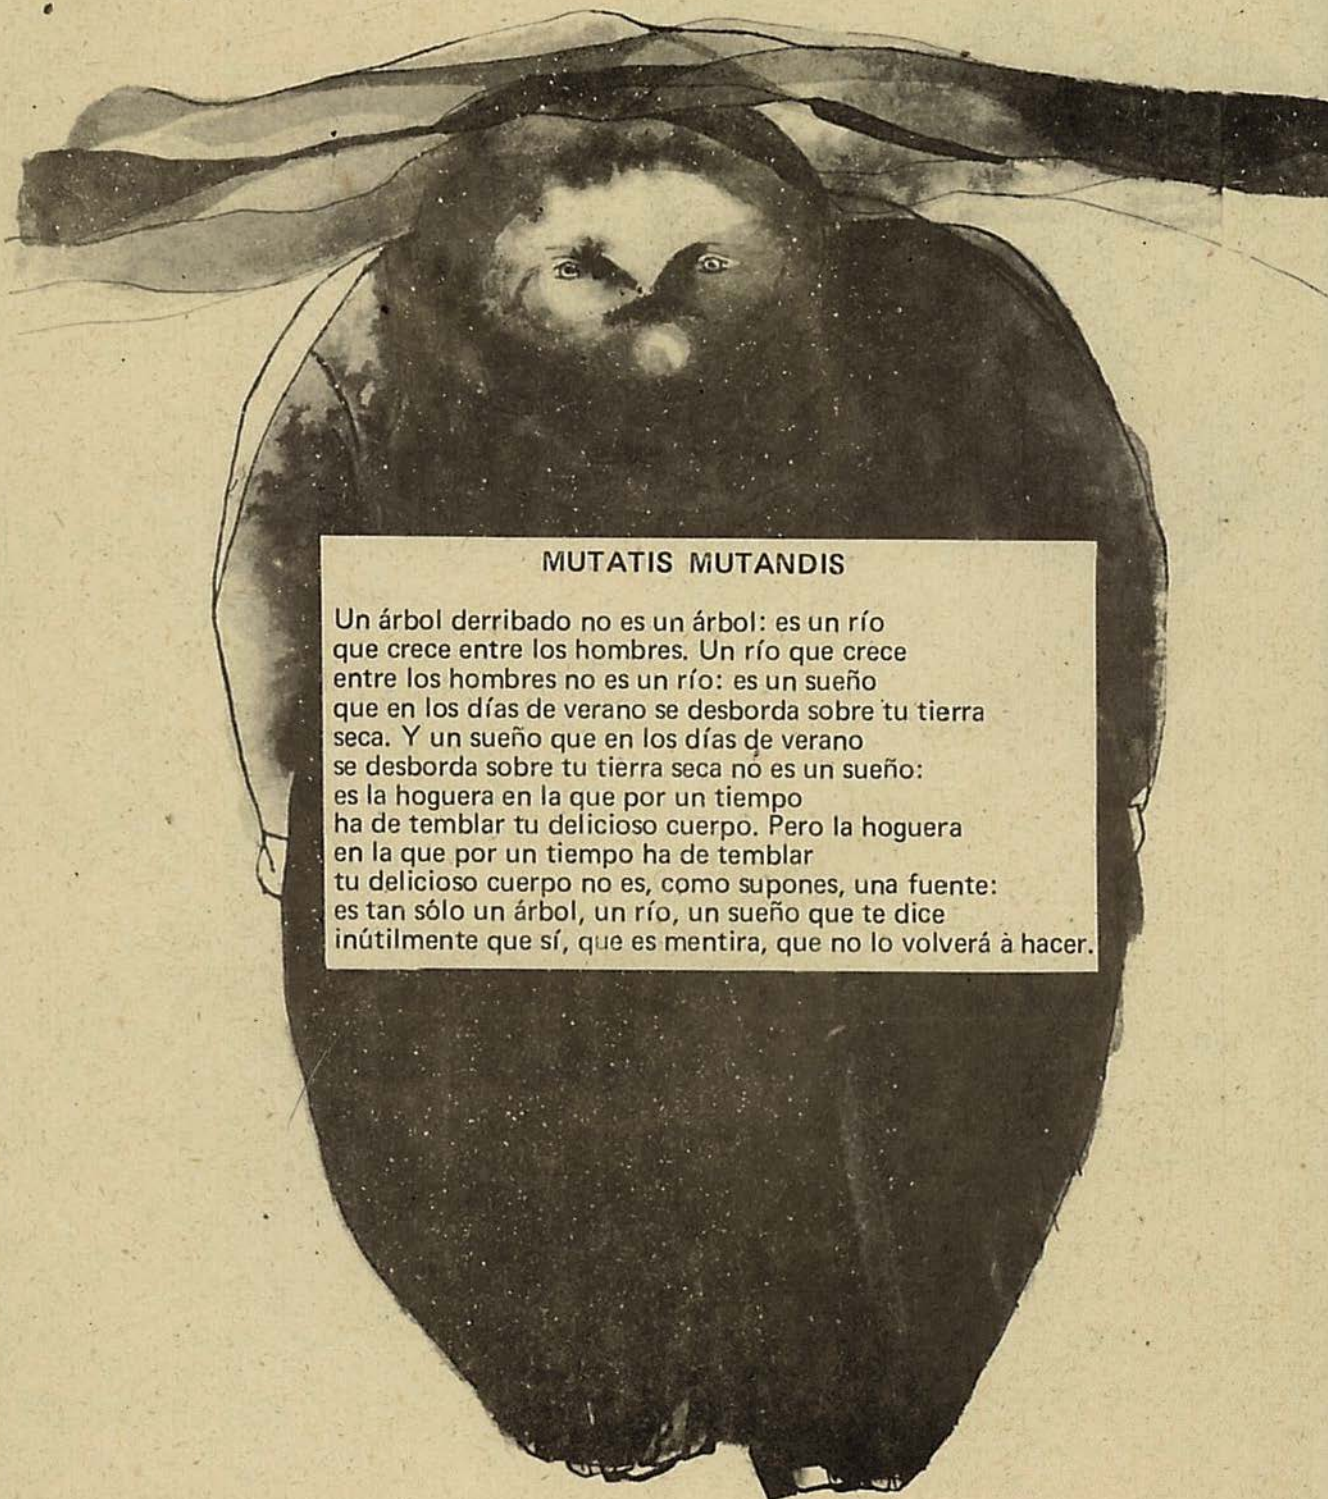 MUTATIS MUTANDIS
Un árbol derribado no es un árbol: es un río
que crece entre los hombres. Un río que crece
entre los hombres no es un río: es un sueño
que en los días de verano se desborda sobre tu tierra
seca. Y un sueño que en los días de verano
se desborda sobre tu tierra seca no es un sueño:
es la hoguera en la que por un tiempo
ha de temblar tu delicioso cuerpo. Pero la hoguera
en la que por un tiempo ha de temblar
tu delicioso cuerpo no es, como supones, una fuente:
es tan sólo un árbol, un río, un sueño que te dice
inútilmente que sí, que es mentira, que no lo volverá a hacer.